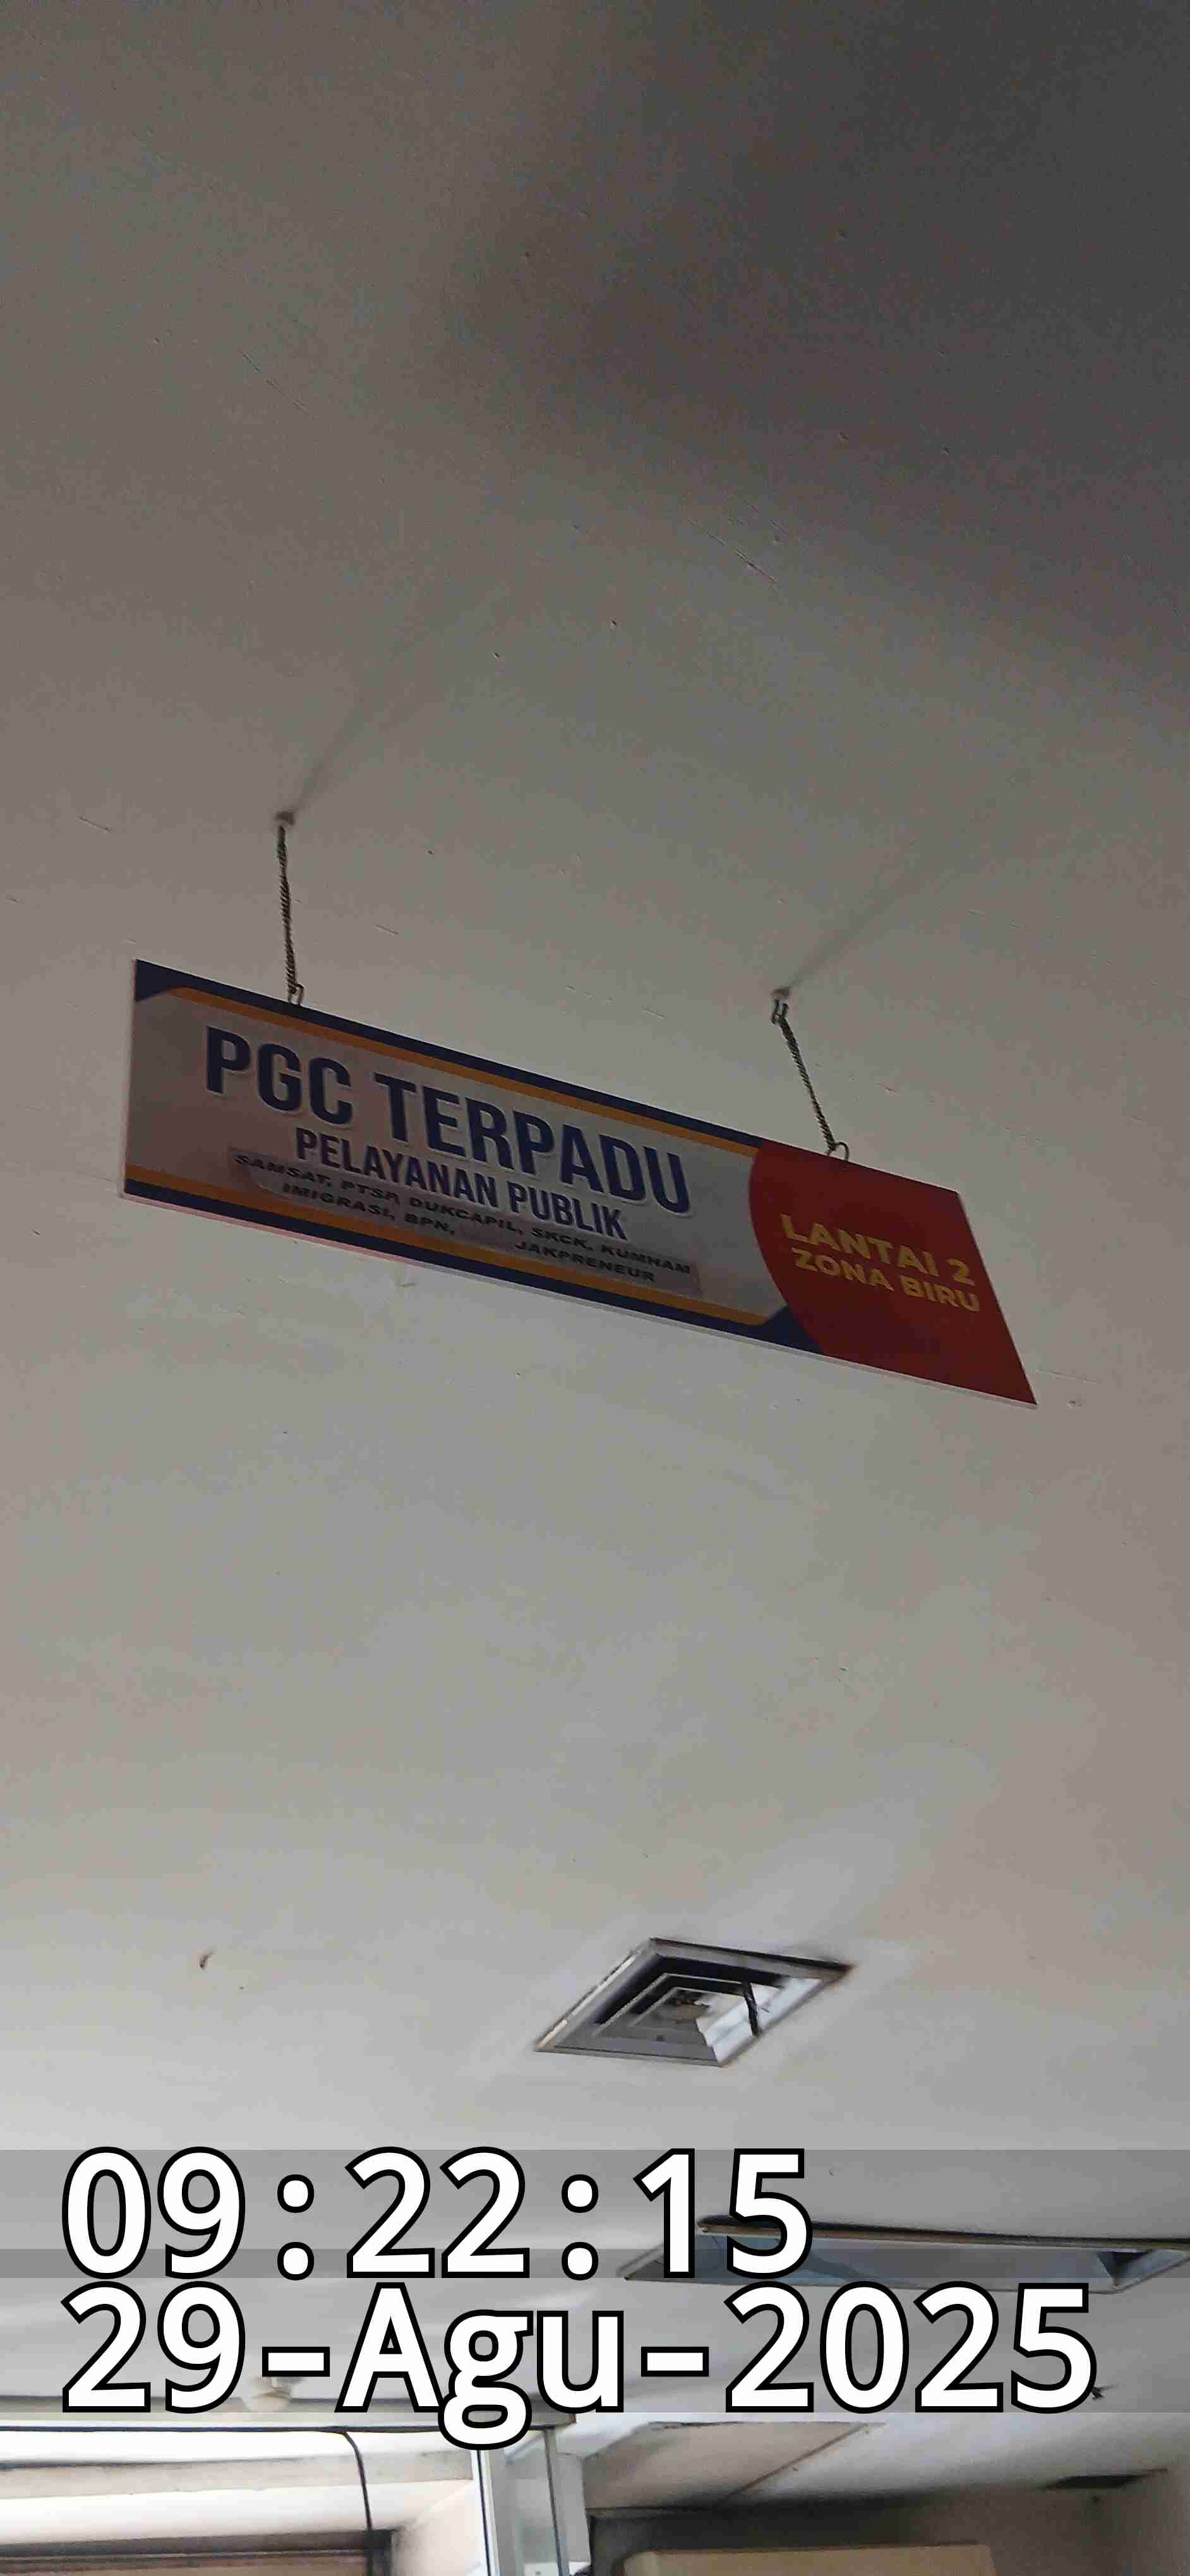 PGC TERPADU
PELAYANAN PUBLIK
SAMSAT, PTSP, DUKCAPIL, SKCK, KUMHAM
IMIGRASI, BPN, JAKPRENEUR
LANTAI 2
ZONA BIRU
09:22:15
29-Agu-2025